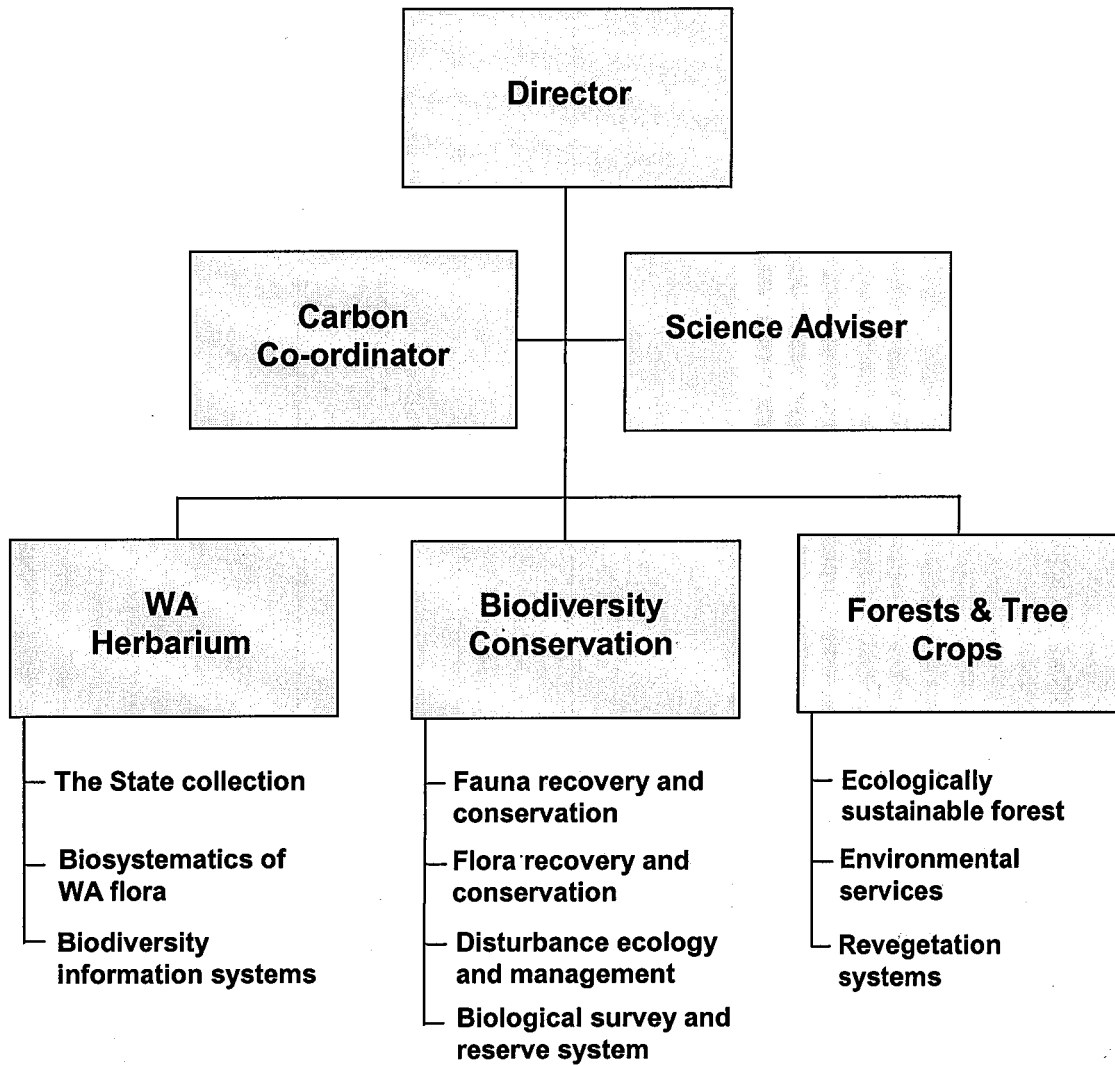 Director
Carbon
Co-ordinator
Science Adviser
WA
Herbarium
The State collection
Biosystematics of
WA flora
Biodiversity
information systems
Biodiversity
Conservation
Fauna recovery and
conservation
Flora recovery and
conservation
Disturbance ecology
and management
Biological survey and
reserve system
Forests & Tree
Crops
Ecologically
sustainable forest
Environmental
services
Revegetation
systems